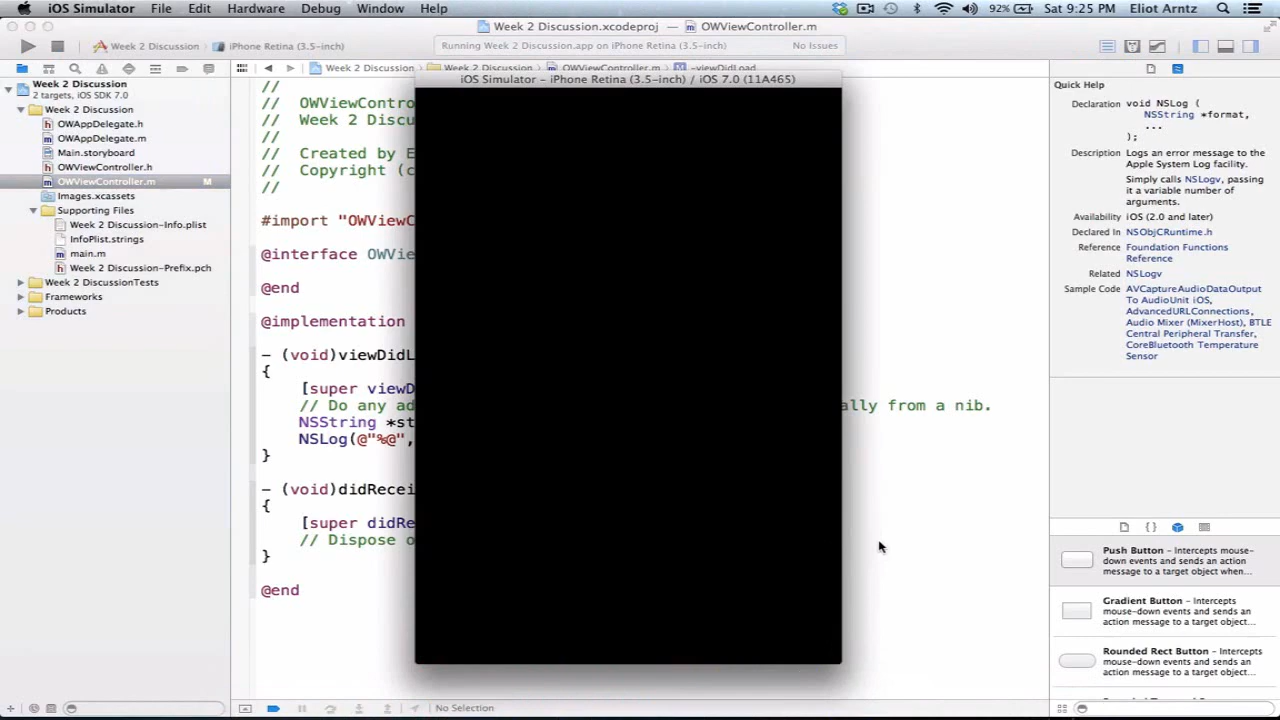 iOS Simulator File Edit Hardware Debug Window Help 92% Sat 9:25 PM Eliot Arntz
Week 2 Discussion.xcodeproj — OWViewController.m
Week 2 Discussion iPhone Retina (3.5-inch) Running Week 2 Discussion.app on iPhone Retina (3.5-inch) No Issues
Week 2 Discussion Week 2 Discussion OWViewController.m -viewDidLoad
iOS Simulator - iPhone Retina (3.5-inch) / iOS 7.0 (11A465)
Week 2 Discussion
2 targets, iOS SDK 7.0
Week 2 Discussion
OWAppDelegate.h
OWAppDelegate.m
Main.storyboard
OWViewController.h
OWViewController.m M
Images.xcassets
Supporting Files
Week 2 Discussion-Info.plist
InfoPlist.strings
main.m
Week 2 Discussion-Prefix.pch
Week 2 DiscussionTests
Frameworks
Products
//
// OWViewContro
// Week 2 Discu
//
// Created by E
// Copyright (c
//
#import "OWViewC
@interface OWVie
@end
@implementation
- (void)viewDidL
{
[super viewD
// Do any ad ally from a nib.
NSString *st
NSLog(@"%@",
}
- (void)didRecei
{
[super didRe
// Dispose o
}
@end
No Selection
Quick Help
Declaration void NSLog (
NSString *format,
...
);
Description Logs an error message to the
Apple System Log facility.
Simply calls NSLogv, passing
it a variable number of
arguments.
Availability iOS (2.0 and later)
Declared In NSObjCRuntime.h
Reference Foundation Functions
Reference
Related NSLogv
Sample Code AVCaptureAudioDataOutput
To AudioUnit iOS,
AdvancedURLConnections,
Audio Mixer (MixerHost), BTLE
Central Peripheral Transfer,
CoreBluetooth Temperature
Sensor
{ }
Push Button - Intercepts mouse-
down events and sends an action
message to a target object when...
Gradient Button - Intercepts
mouse-down events and sends an
action message to a target object...
Rounded Rect Button - Intercepts
mouse-down events and sends an
action message to a target object...